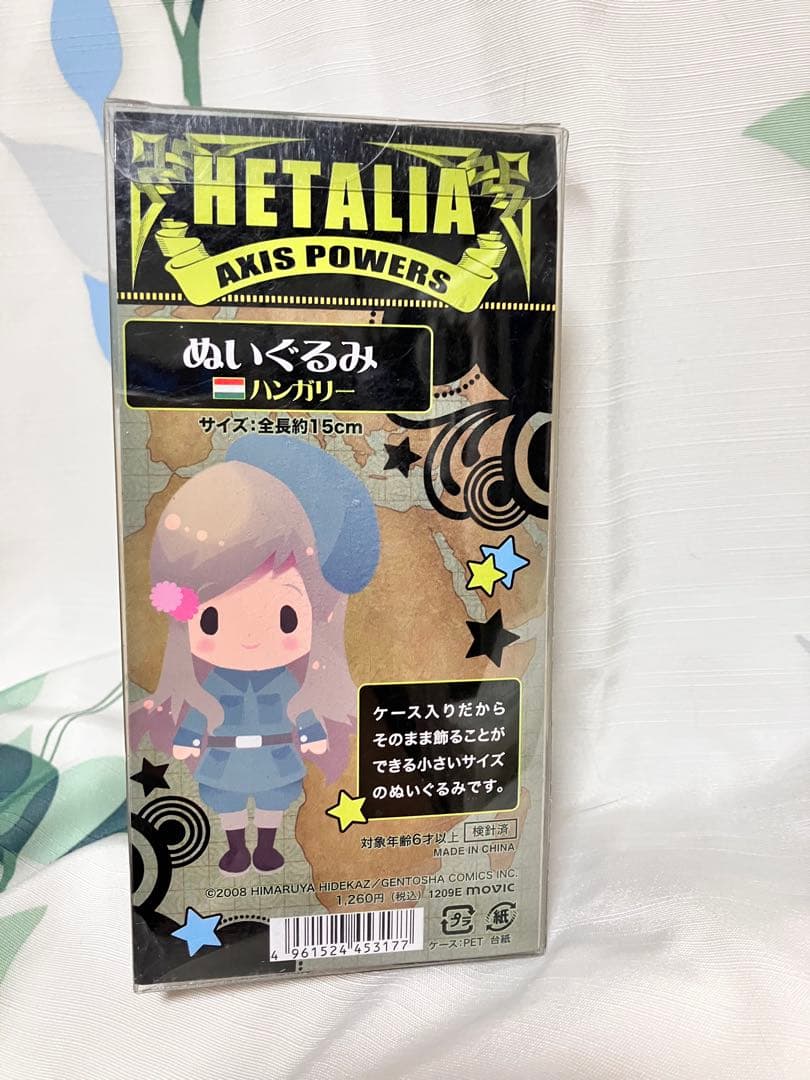 HETALIA
AXIS POWERS
ぬいぐるみ
ハンガリー
サイズ:全長約15cm
ケース入りだから
そのまま飾ることが
できる小さいサイズ
のぬいぐるみです。
対象年齢6才以上 検針済
MADE IN CHINA
©2008 HIMARUYA HIDEKAZ/GENTOSHA COMICS INC.
1,260円(税込) 1209E movic
4 961524 453177
プラ 紙
ケース:PET 台紙